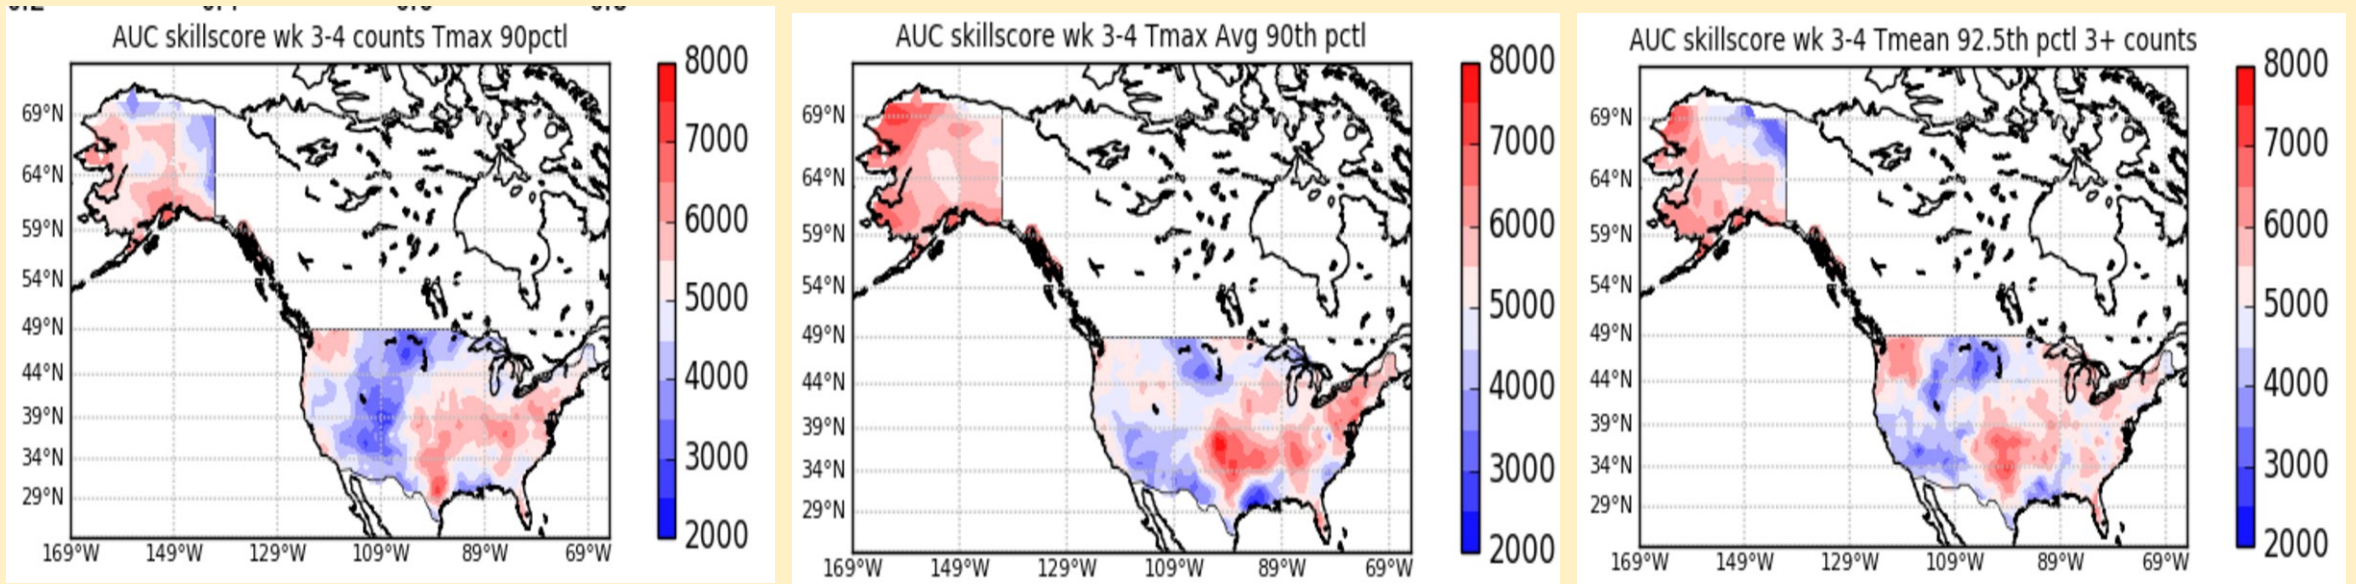 AUC skillscore wk 3-4 counts Tmax 90pctl
8000
7000
6000
5000
4000
3000
2000
69°N
64°N
59°N
54°N
49°N
44°N
39°N
34°N
29°N
169°W 149°W 129°W 109°W 89°W 69°W
AUC skillscore wk 3-4 Tmax Avg 90th pctl
8000
7000
6000
5000
4000
3000
2000
69°N
64°N
59°N
54°N
49°N
44°N
39°N
34°N
29°N
169°W 149°W 129°W 109°W 89°W 69°W
AUC skillscore wk 3-4 Tmean 92.5th pctl 3+ counts
8000
7000
6000
5000
4000
3000
2000
69°N
64°N
59°N
54°N
49°N
44°N
39°N
34°N
29°N
169°W 149°W 129°W 109°W 89°W 69°W